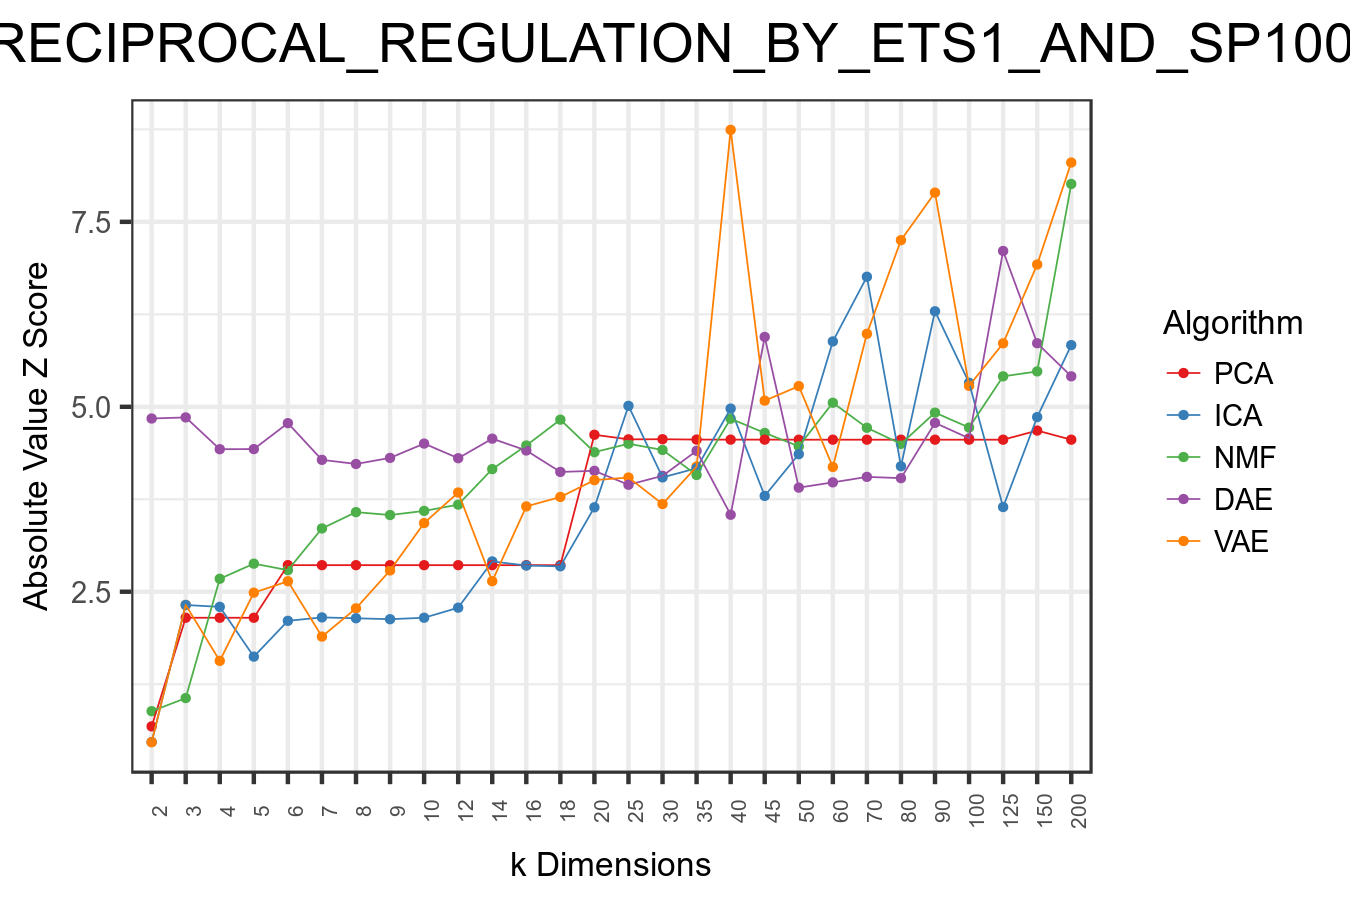 RECIPROCAL_REGULATION_BY_ETS1_AND_SP100
Absolute Value Z Score
7.5
5.0
2.5
2 3 4 5 6 7 8 9 10 12 14 16 18 20 25 30 35 40 45 50 60 70 80 90 100 125 150 200
k Dimensions
Algorithm
PCA
ICA
NMF
DAE
VAE